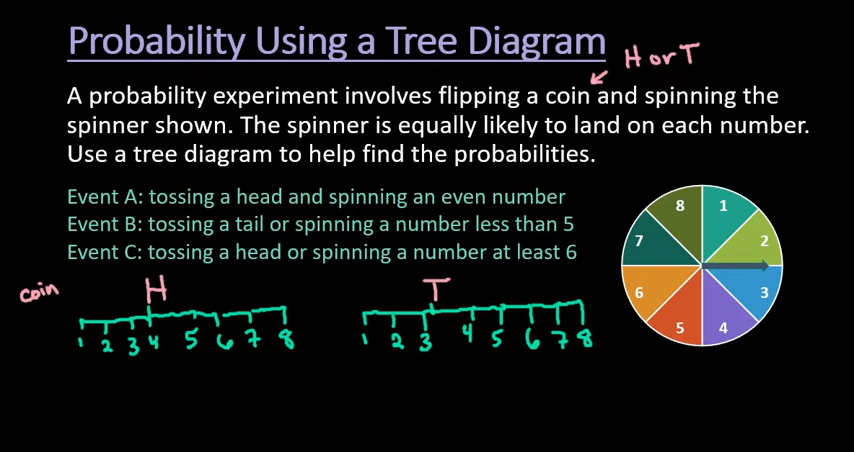 Probability Using a Tree Diagram
H or T
A probability experiment involves flipping a coin and spinning the
spinner shown. The spinner is equally likely to land on each number.
Use a tree diagram to help find the probabilities.
Event A: tossing a head and spinning an even number
Event B: tossing a tail or spinning a number less than 5
Event C: tossing a head or spinning a number at least 6
8 1
7 2
6 3
5 4
coin H T
1 2 3 4 5 6 7 8 1 2 3 4 5 6 7 8